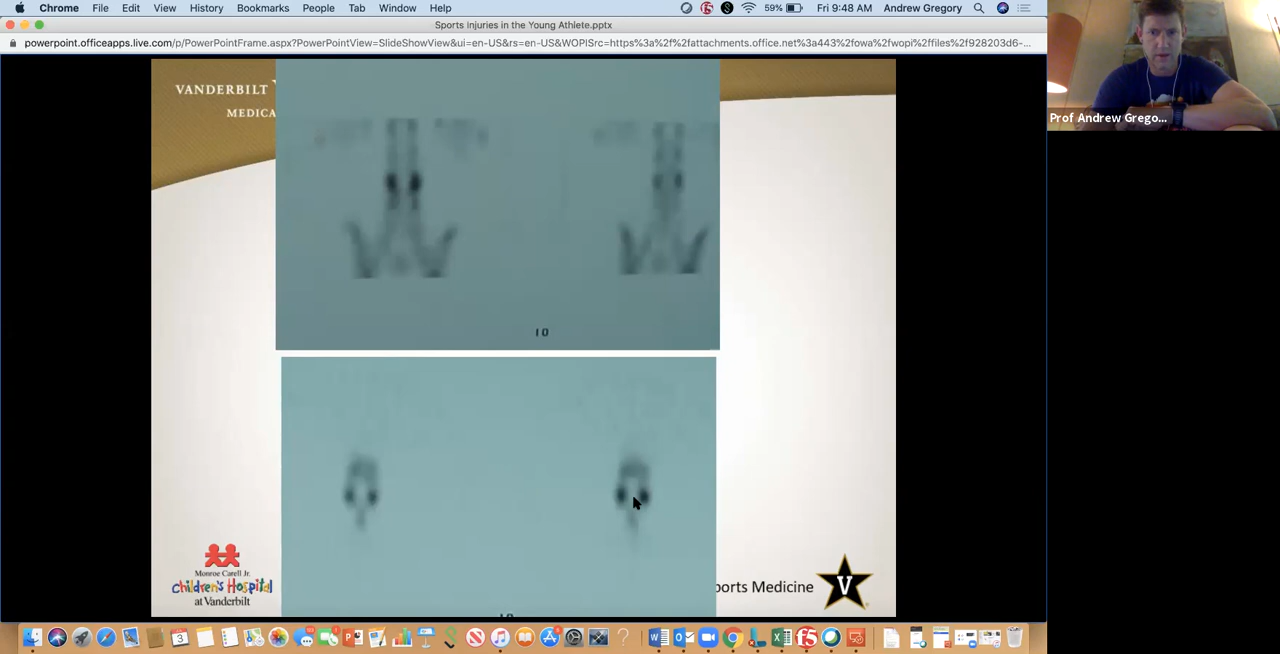 Chrome File Edit View History Bookmarks People Tab Window Help 59% Fri 9:48 AM Andrew Gregory
Sports Injuries in the Young Athlete.pptx
powerpoint.officeapps.live.com/p/PowerPointFrame.aspx?PowerPointView=SlideShowView&ui=en-US&rs=en-US&WOPISrc=https%3a%2f%2fattachments.office.net%3a443%2fowa%2fwopi%2ffiles%2f928203d6-...
VANDERBILT
MEDICA
Prof Andrew Grego...
10
Monroe Carell Jr.
Children's Hospital
at Vanderbilt
ports Medicine
V